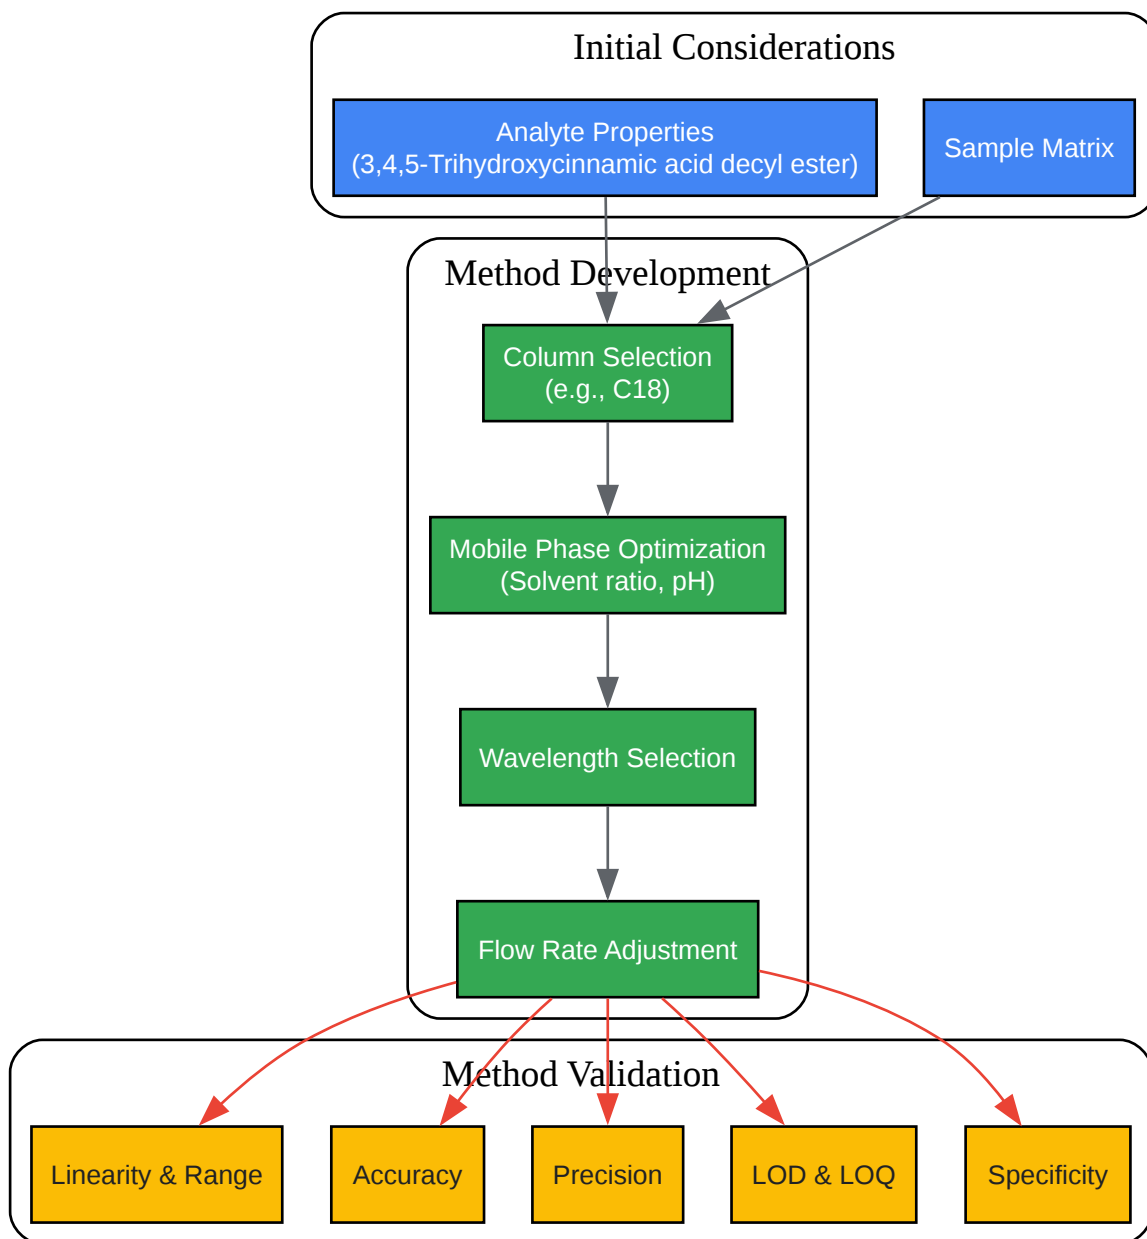 Initial Considerations
Analyte Properties
(3,4,5-Trihydroxycinnamic acid decyl ester)
Sample Matrix
Method Development
Column Selection
(e.g., C18)
Mobile Phase Optimization
(Solvent ratio, pH)
Wavelength Selection
Flow Rate Adjustment
Method Validation
Linearity & Range
Accuracy
Precision
LOD & LOQ
Specificity